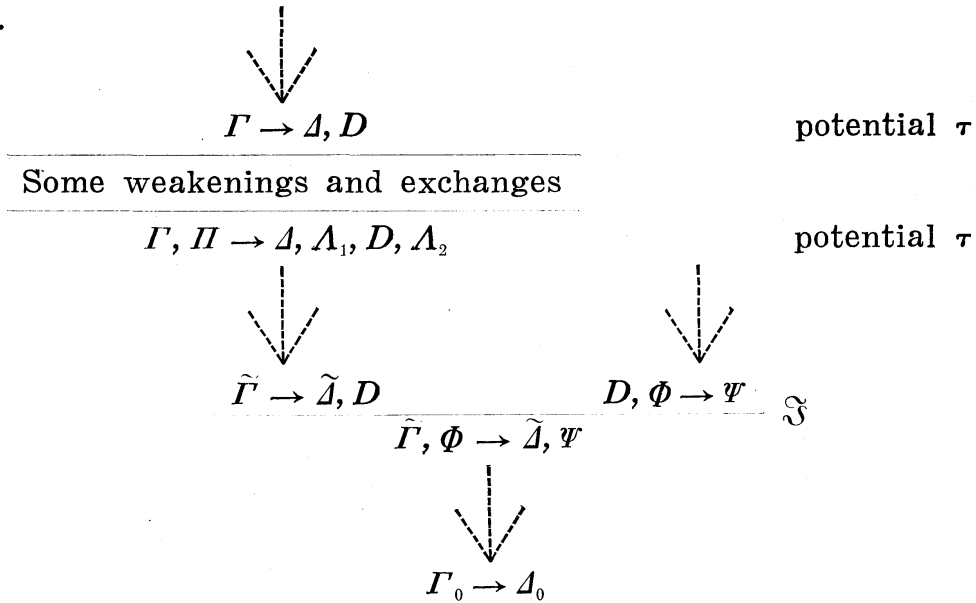 Γ → Δ, D potential τ
Some weakenings and exchanges
Γ, Π → Δ, Λ₁, D, Λ₂ potential τ
Γ̃ → Δ̃, D D, Φ → Ψ ℑ
Γ̃, Φ → Δ̃, Ψ
Γ₀ → Δ₀